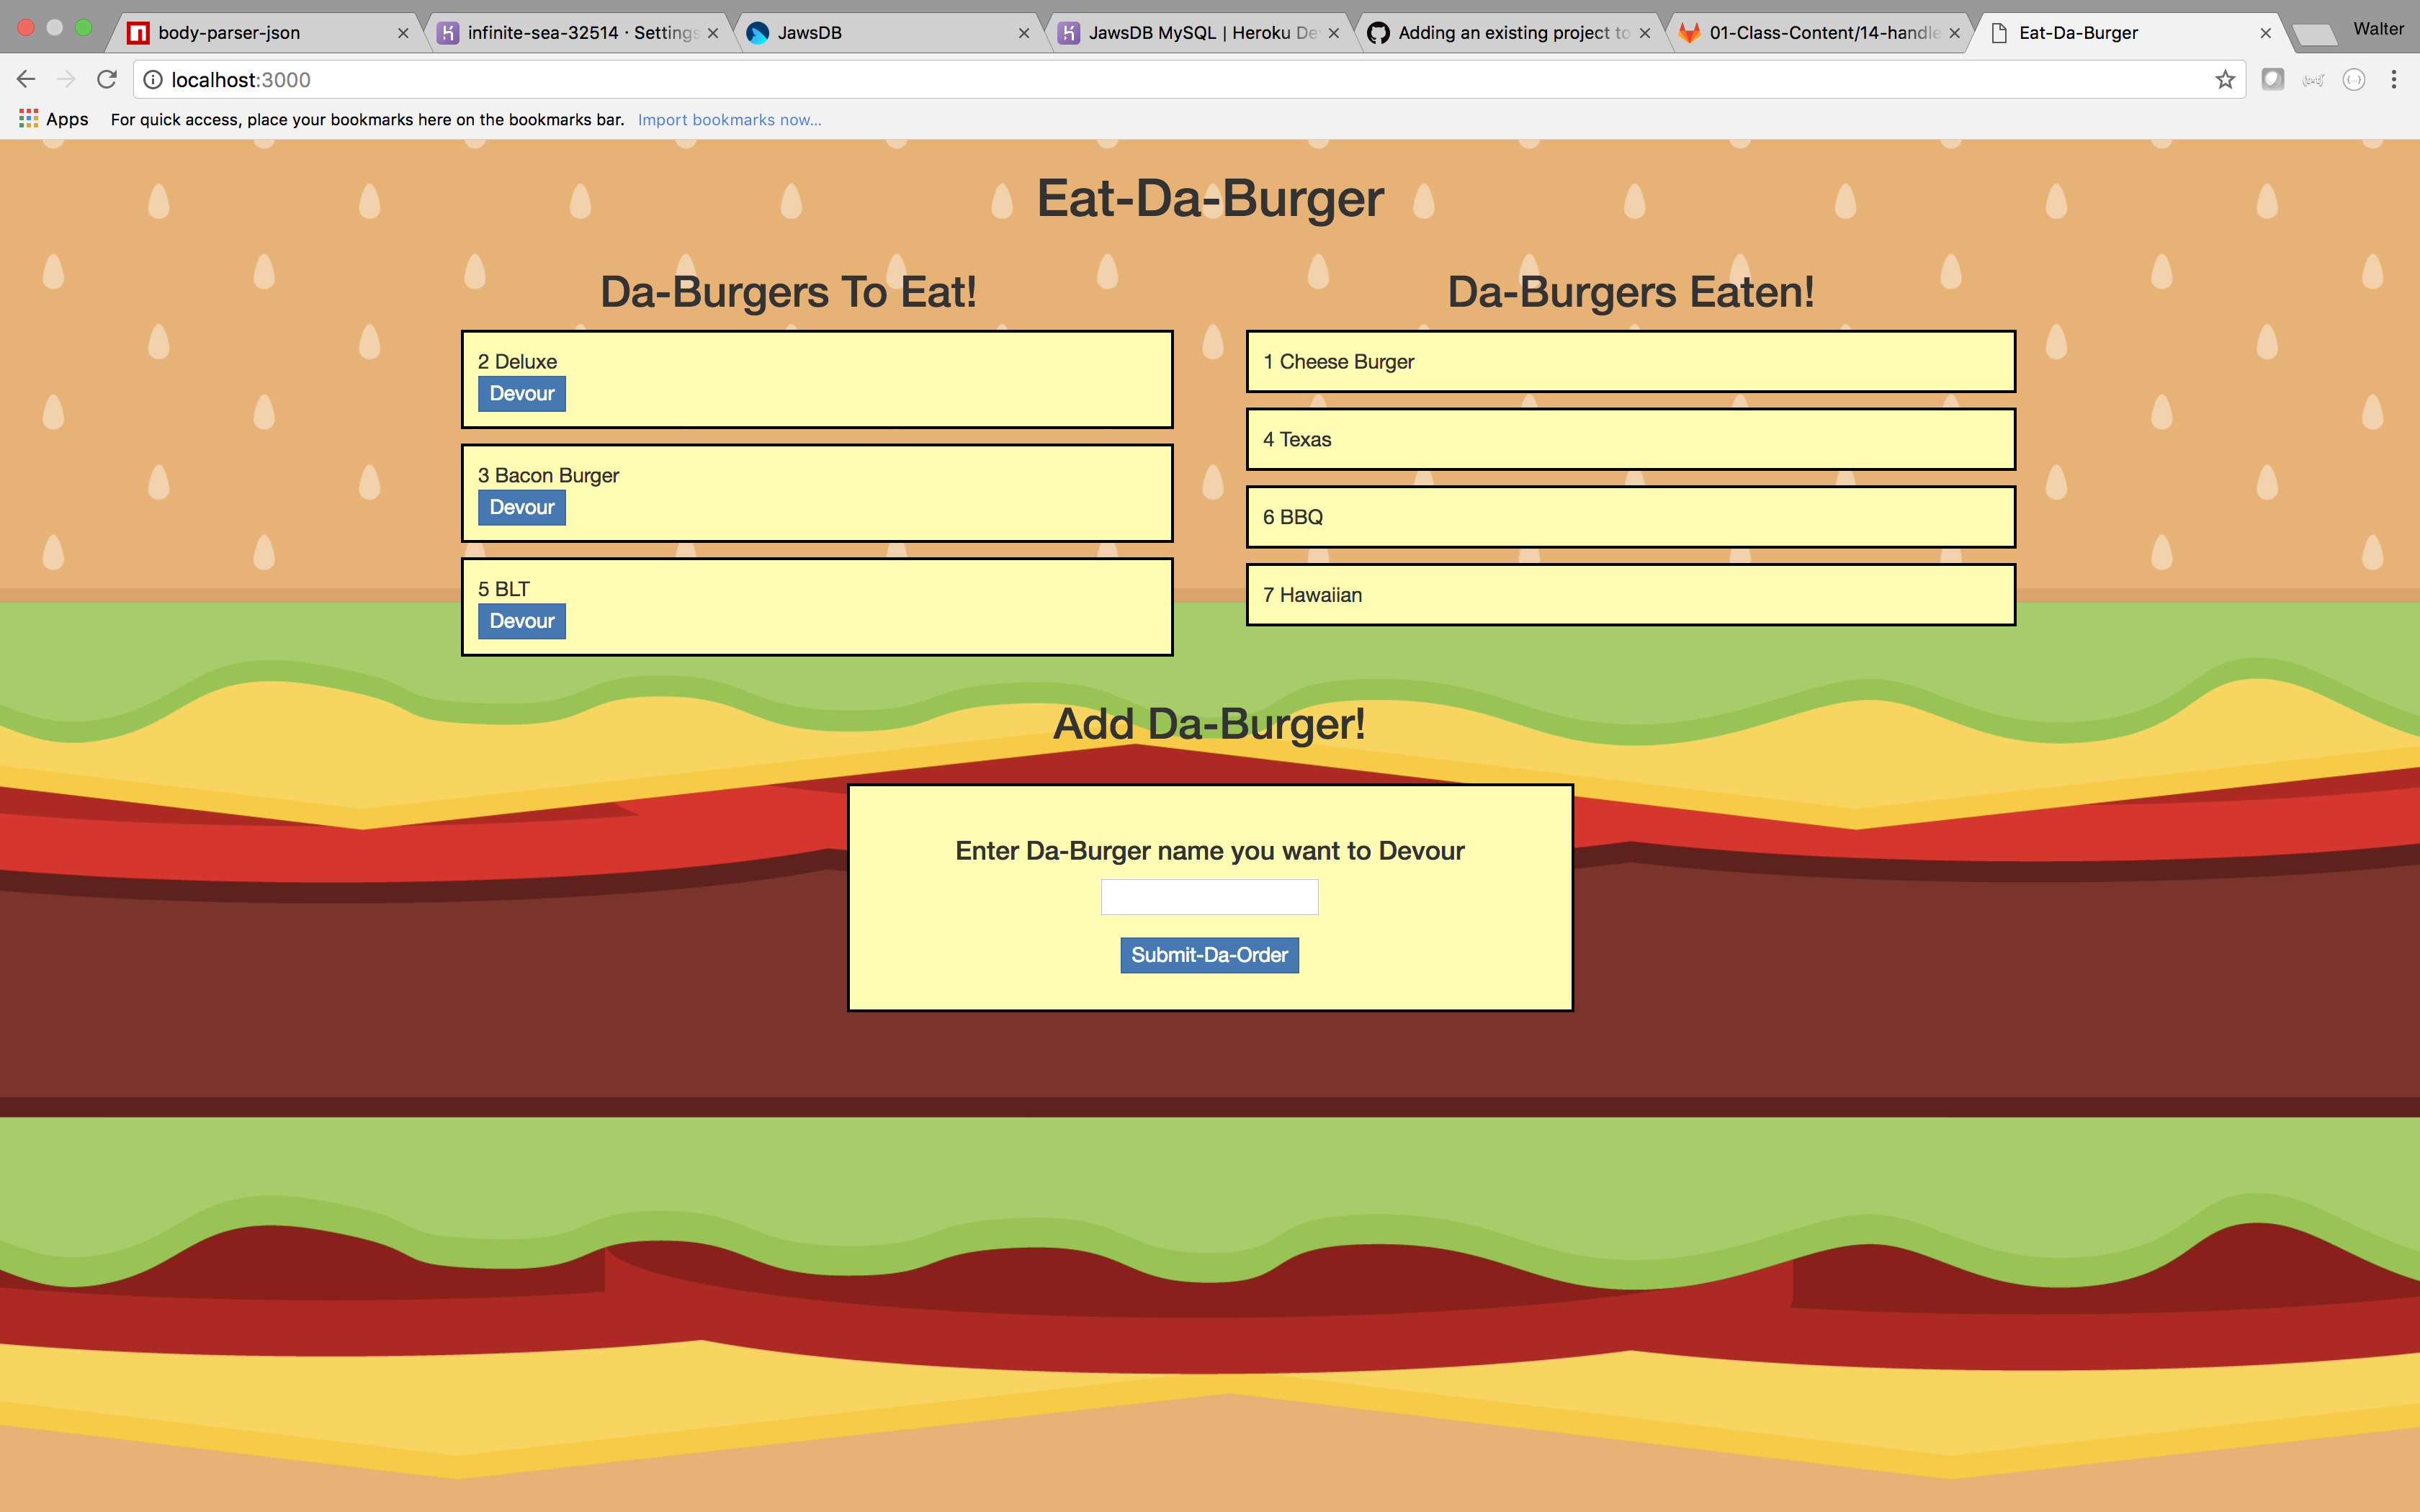 body-parser-json
infinite-sea-32514 · Settings
JawsDB
JawsDB MySQL | Heroku De
Adding an existing project to
01-Class-Content/14-handle
Eat-Da-Burger
Walter
localhost:3000
Apps
For quick access, place your bookmarks here on the bookmarks bar. Import bookmarks now...
Eat-Da-Burger
Da-Burgers To Eat!
2 Deluxe
Devour
3 Bacon Burger
Devour
5 BLT
Devour
Da-Burgers Eaten!
1 Cheese Burger
4 Texas
6 BBQ
7 Hawaiian
Add Da-Burger!
Enter Da-Burger name you want to Devour
Submit-Da-Order